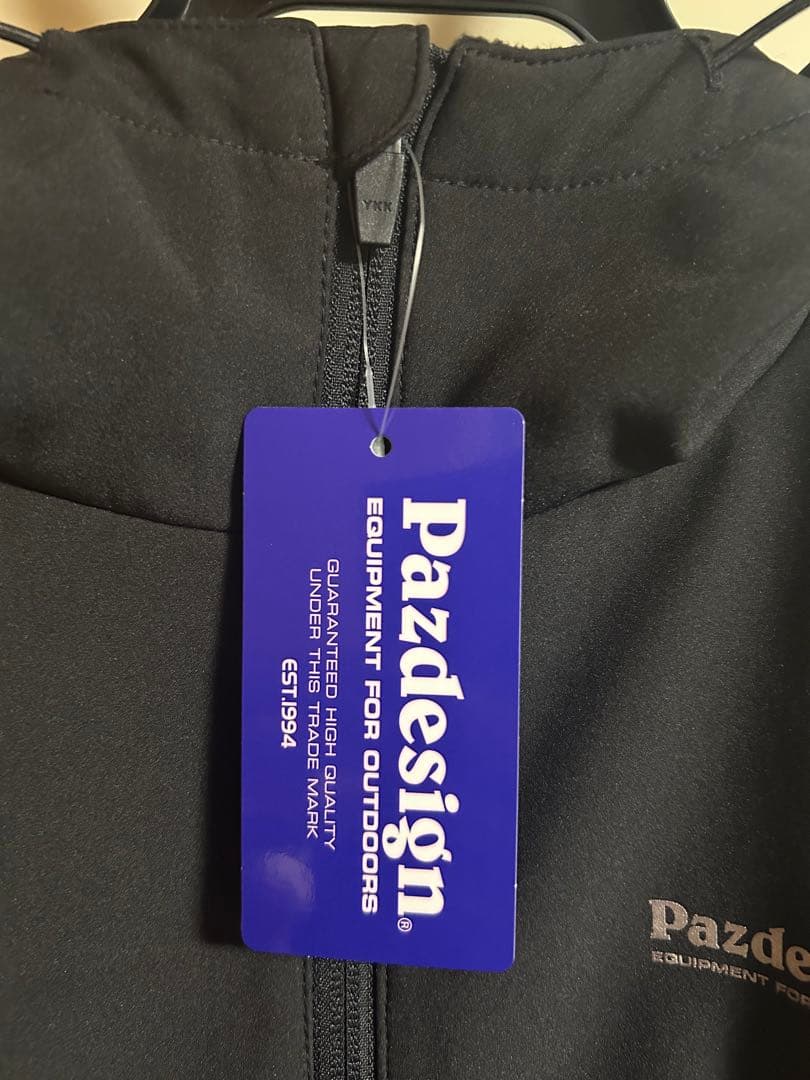 YKK
Pazdesign®
EQUIPMENT FOR OUTDOORS
GUARANTEED HIGH QUALITY
UNDER THIS TRADE MARK
EST.1994
Pazde
EQUIPMENT FOR